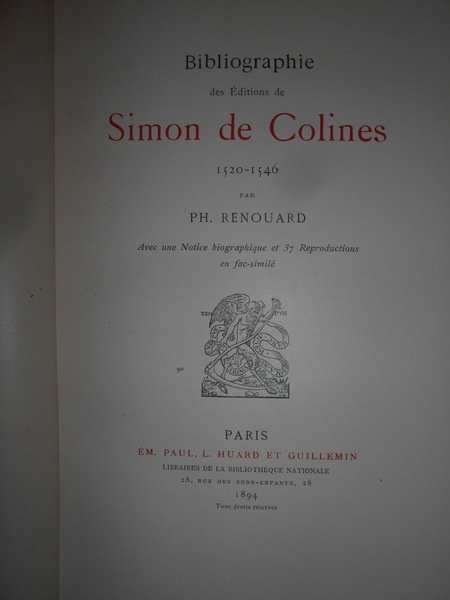 Bibliographie
des Éditions de
Simon de Colines
1520-1546
PAR
PH. RENOUARD
Avec une Notice biographique et 37 Reproductions
en fac-similé
TEM PVS
PARIS
ÉM. PAUL, L. HUARD ET GUILLEMIN
LIBRAIRES DE LA BIBLIOTHÈQUE NATIONALE
28, RUE DES BONS-ENFANTS, 28
1894
Tous droits réservés